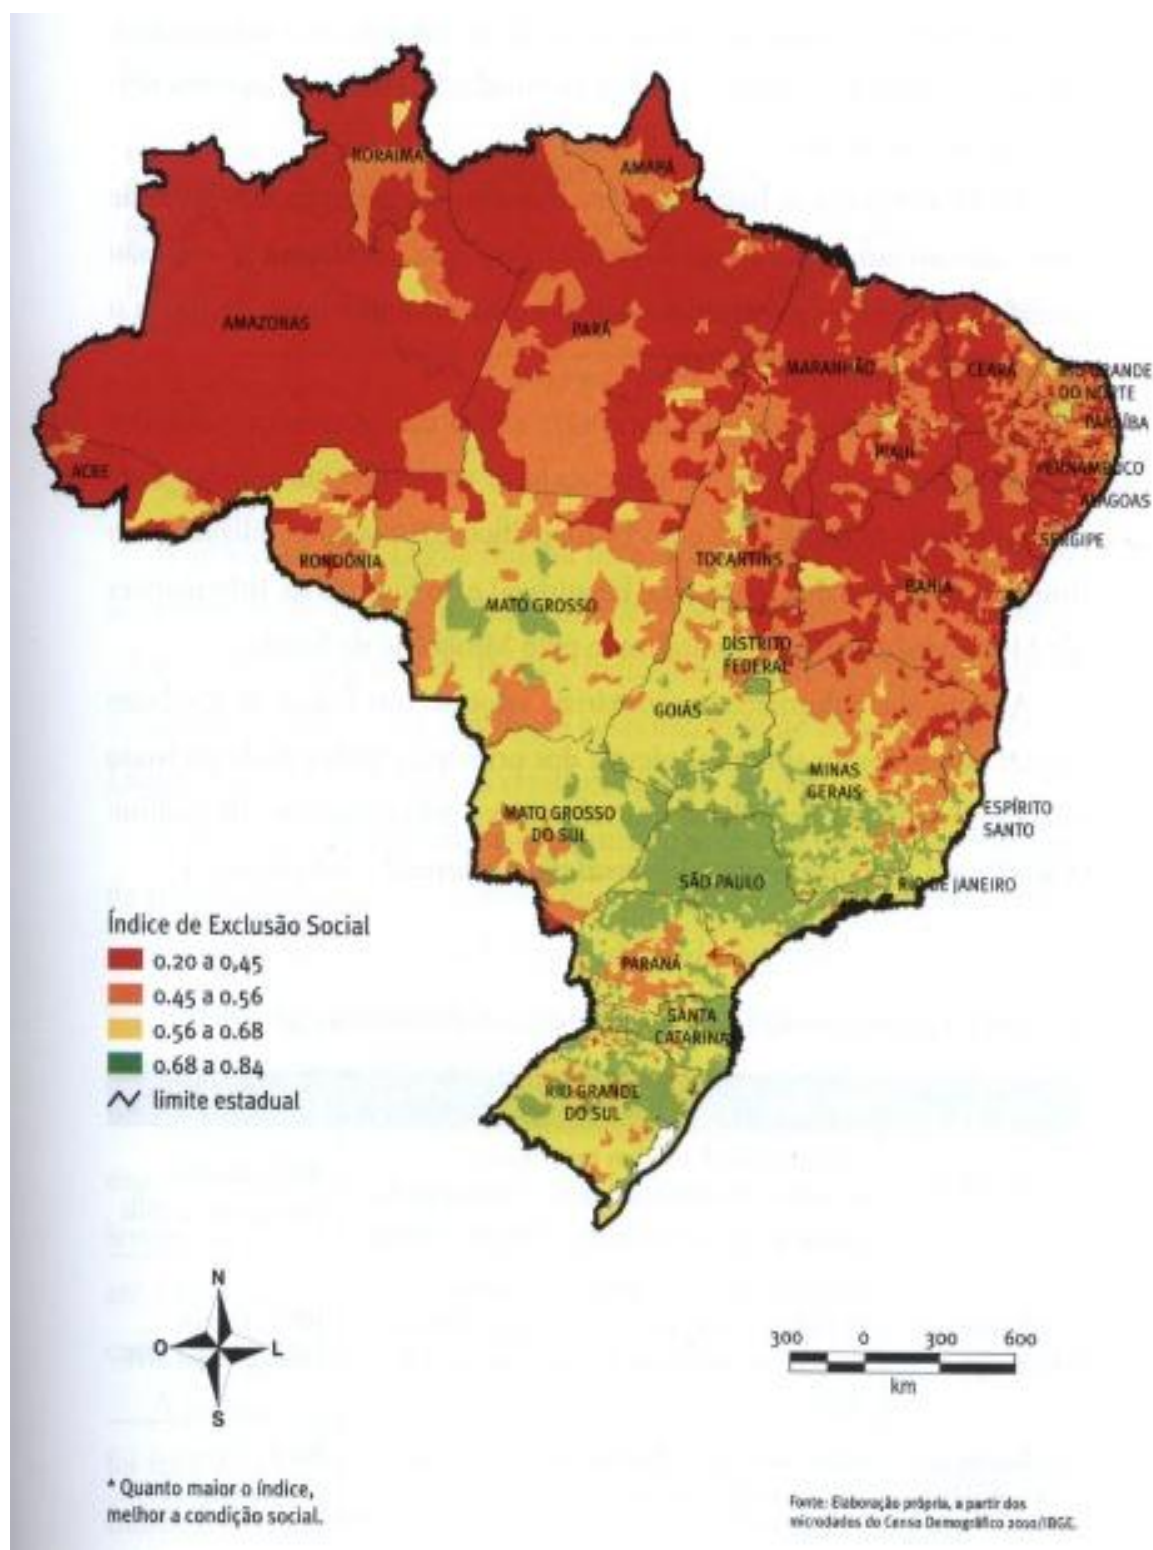 RORAIMA
AMAPÁ
AMAZONAS
PARÁ
MARANHÃO
CEARÁ
RIO GRANDE
DO NORTE
PARAÍBA
PIAUÍ
PERNAMBUCO
ACRE
ALAGOAS
SERGIPE
RONDÔNIA
TOCANTINS
BAHIA
MATO GROSSO
DISTRITO
FEDERAL
GOIÁS
MINAS
GERAIS
ESPÍRITO
SANTO
MATO GROSSO
DO SUL
SÃO PAULO
RIO DE JANEIRO
PARANÁ
SANTA
CATARINA
RIO GRANDE
DO SUL
Índice de Exclusão Social
0.20 a 0,45
0.45 a 0.56
0.56 a 0.68
0.68 a 0.84
limite estadual
N
O L
S
300 0 300 600
km
* Quanto maior o índice,
melhor a condição social.
Fonte: Elaboração própria, a partir dos
microdados do Censo Demográfico 2010/IBGE.